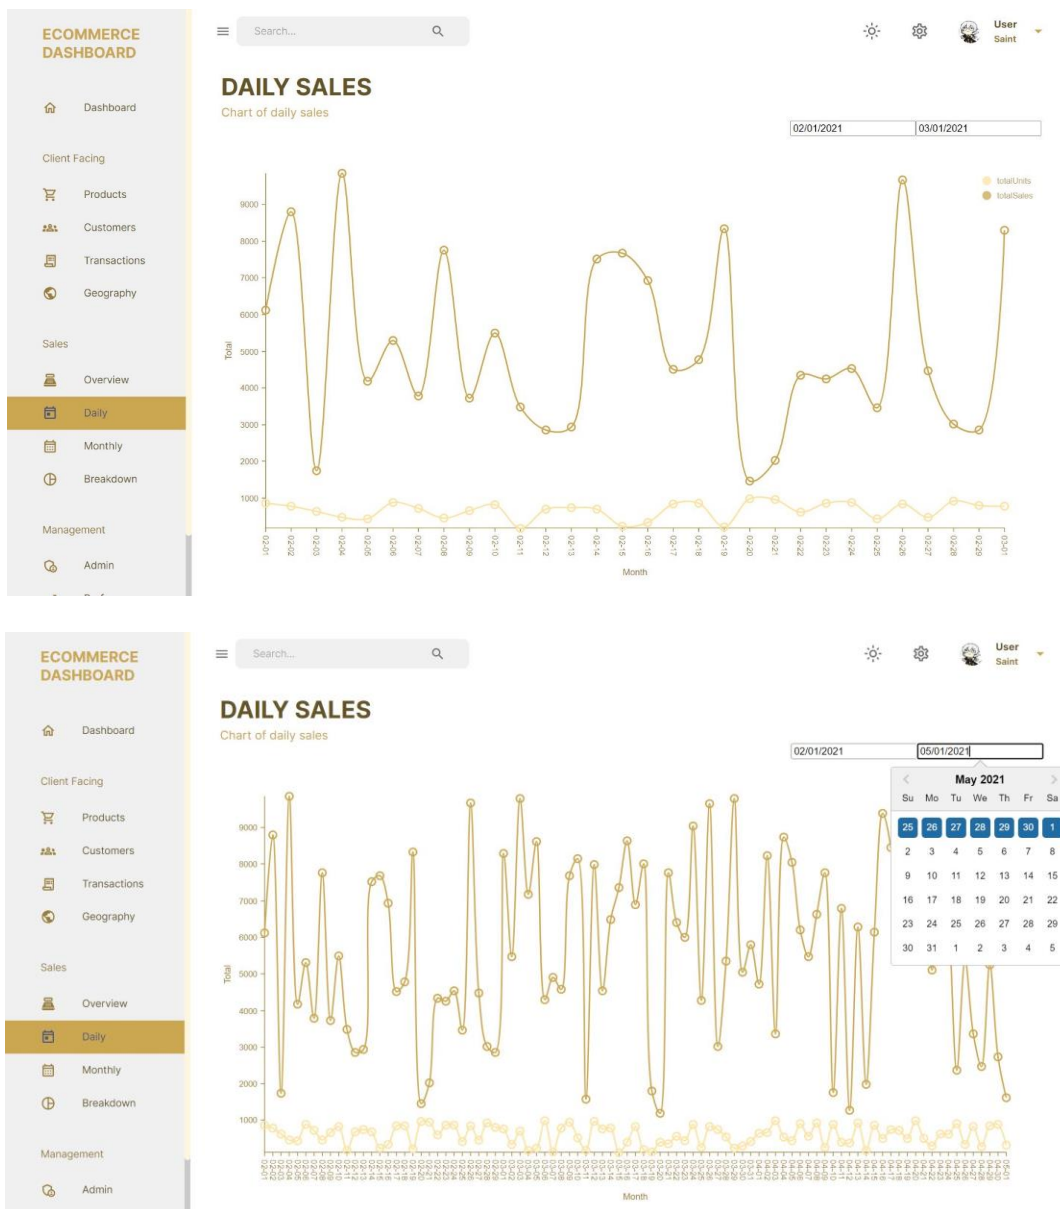 ECOMMERCE
DASHBOARD
Search...
User
Saint
Dashboard
Client Facing
Products
Customers
Transactions
Geography
Sales
Overview
Daily
Monthly
Breakdown
Management
Admin
DAILY SALES
Chart of daily sales
02/01/2021
03/01/2021
totalUnits
totalSales
9000
8000
7000
6000
5000
4000
3000
2000
1000
Total
02-01
02-02
02-03
02-04
02-05
02-06
02-07
02-08
02-09
02-10
02-11
02-12
02-13
02-14
02-15
02-16
02-17
02-18
02-19
02-20
02-21
02-22
02-23
02-24
02-25
02-26
02-27
02-28
02-29
03-01
Month
ECOMMERCE
DASHBOARD
Search...
User
Saint
Dashboard
Client Facing
Products
Customers
Transactions
Geography
Sales
Overview
Daily
Monthly
Breakdown
Management
Admin
DAILY SALES
Chart of daily sales
02/01/2021
05/01/2021
May 2021
Su Mo Tu We Th Fr Sa
25 26 27 28 29 30 1
2 3 4 5 6 7 8
9 10 11 12 13 14 15
16 17 18 19 20 21 22
23 24 25 26 27 28 29
30 31 1 2 3 4 5
9000
8000
7000
6000
5000
4000
3000
2000
1000
Total
Month